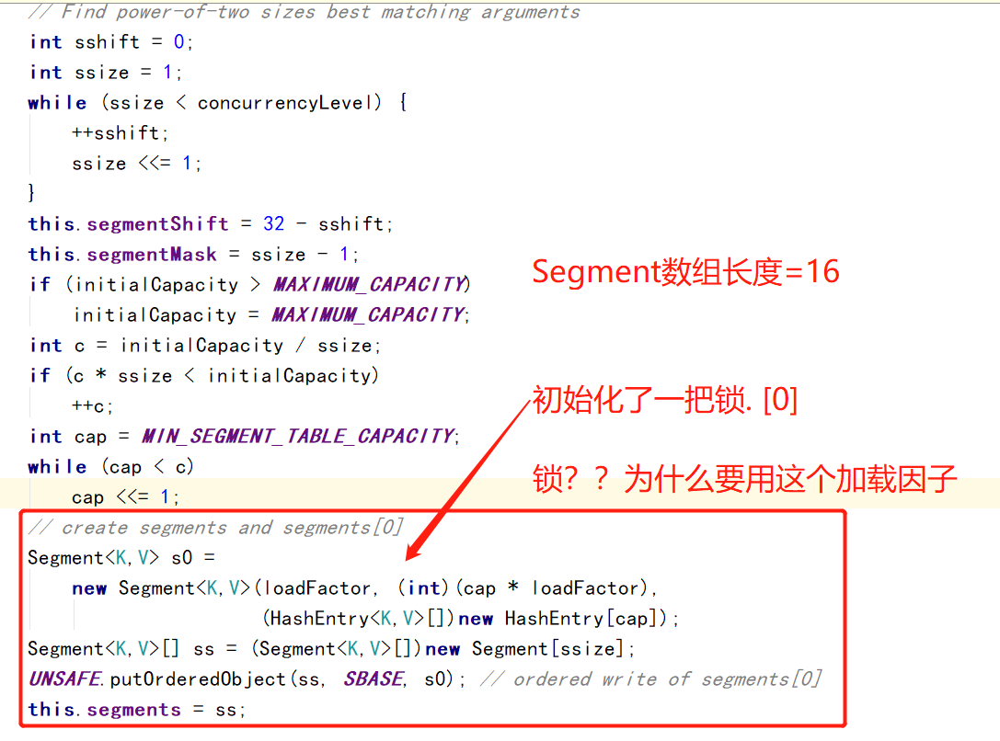 // Find power-of-two sizes best matching arguments
int sshift = 0;
int ssize = 1;
while (ssize < concurrencyLevel) {
++sshift;
ssize <<= 1;
}
this.segmentShift = 32 - sshift;
this.segmentMask = ssize - 1;
Segment数组长度=16
if (initialCapacity > MAXIMUM_CAPACITY)
initialCapacity = MAXIMUM_CAPACITY;
int c = initialCapacity / ssize;
if (c * ssize < initialCapacity)
++c;
初始化了一把锁. [0]
int cap = MIN_SEGMENT_TABLE_CAPACITY;
while (cap < c)
锁？？为什么要用这个加载因子
cap <<= 1;
// create segments and segments[0]
Segment<K,V> s0 =
new Segment<K,V>(loadFactor, (int)(cap * loadFactor),
(HashEntry<K,V>[])new HashEntry[cap]);
Segment<K,V>[] ss = (Segment<K,V>[])new Segment[ssize];
UNSAFE.putOrderedObject(ss, SBASE, s0); // ordered write of segments[0]
this.segments = ss;